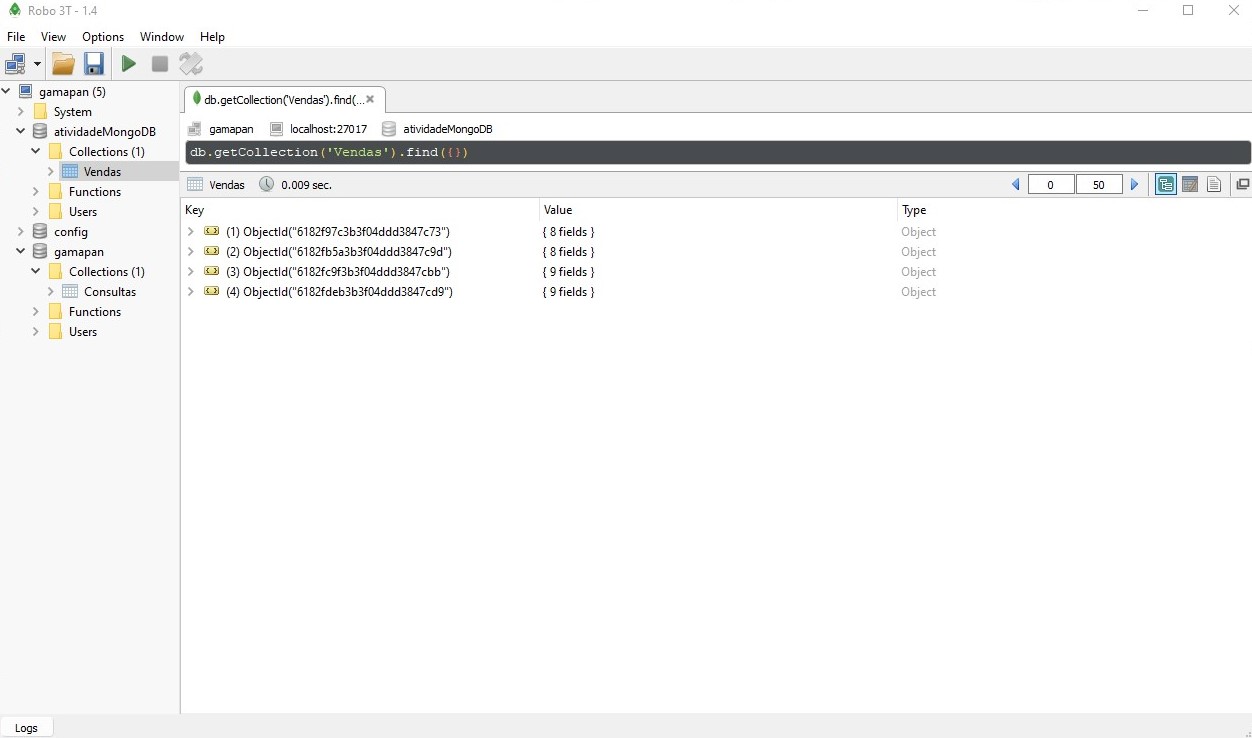 Robo 3T - 1.4
File View Options Window Help
gamapan (5)
System
atividadeMongoDB
Collections (1)
Vendas
Functions
Users
config
gamapan
Collections (1)
Consultas
Functions
Users
db.getCollection('Vendas').find(...
gamapan localhost:27017 atividadeMongoDB
db.getCollection('Vendas').find({})
Vendas 0.009 sec. 0 50
Key Value Type
(1) ObjectId("6182f97c3b3f04ddd3847c73") { 8 fields } Object
(2) ObjectId("6182fb5a3b3f04ddd3847c9d") { 8 fields } Object
(3) ObjectId("6182fc9f3b3f04ddd3847cbb") { 9 fields } Object
(4) ObjectId("6182fdeb3b3f04ddd3847cd9") { 9 fields } Object
Logs